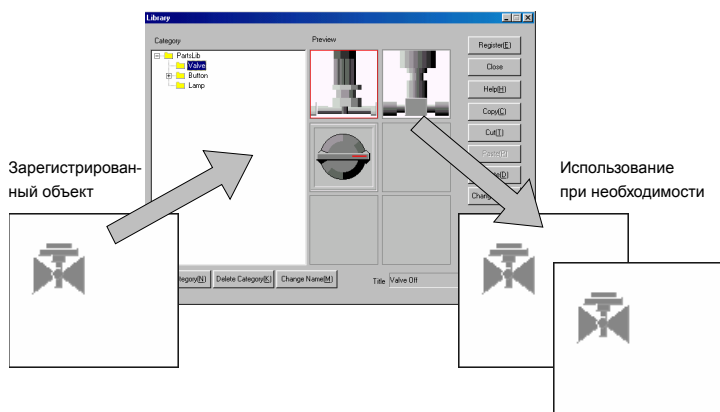 Library
Category
Preview
PartsLib
Valve
Button
Lamp
Register(E)
Close
Help(H)
Copy(C)
Cut(T)
Paste(P)
Зарегистрирован-
ный объект
Использование
при необходимости
Delete Category(K)
Change Name(M)
Title
Valve Off